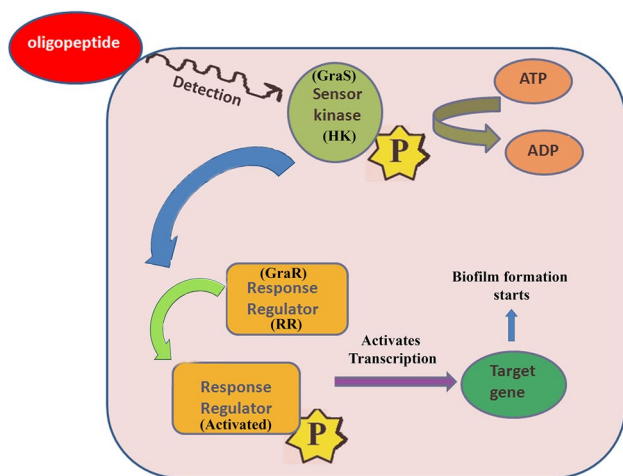 oligopeptide
Detection
(GraS)
Sensor
kinase
(HK)
P
ATP
ADP
(GraR)
Response
Regulator
(RR)
Response
Regulator
(Activated)
P
Activates
Transcription
Target
gene
Biofilm formation
starts